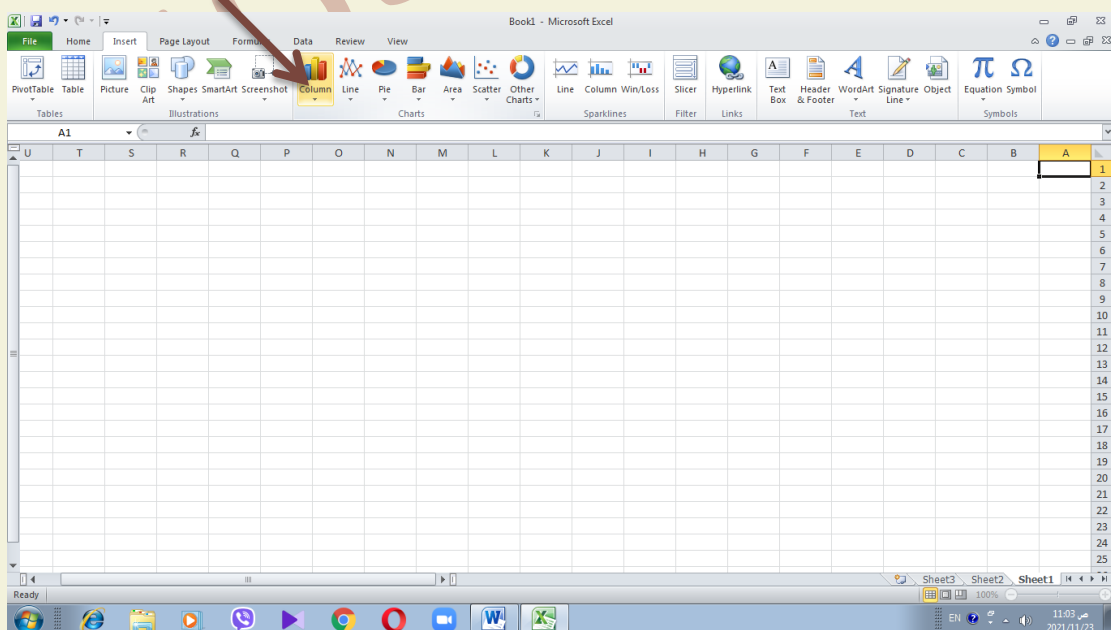 Book1 - Microsoft Excel
File Home Insert Page Layout Data Review View
PivotTable Table Picture Clip Art Shapes SmartArt Screenshot Column Line Pie Bar Area Scatter Other Charts Line Column Win/Loss Slicer Hyperlink Text Box Header & Footer WordArt Signature Line Object Equation Symbol
Tables Illustrations Charts Sparklines Filter Links Text Symbols
A1 fx
U T S R Q P O N M L K J I H G F E D C B A
1
2
3
4
5
6
7
8
9
10
11
12
13
14
15
16
17
18
19
20
21
22
23
24
25
Sheet3 Sheet2 Sheet1
Ready 100%
EN 11:03 ص
2021/11/23